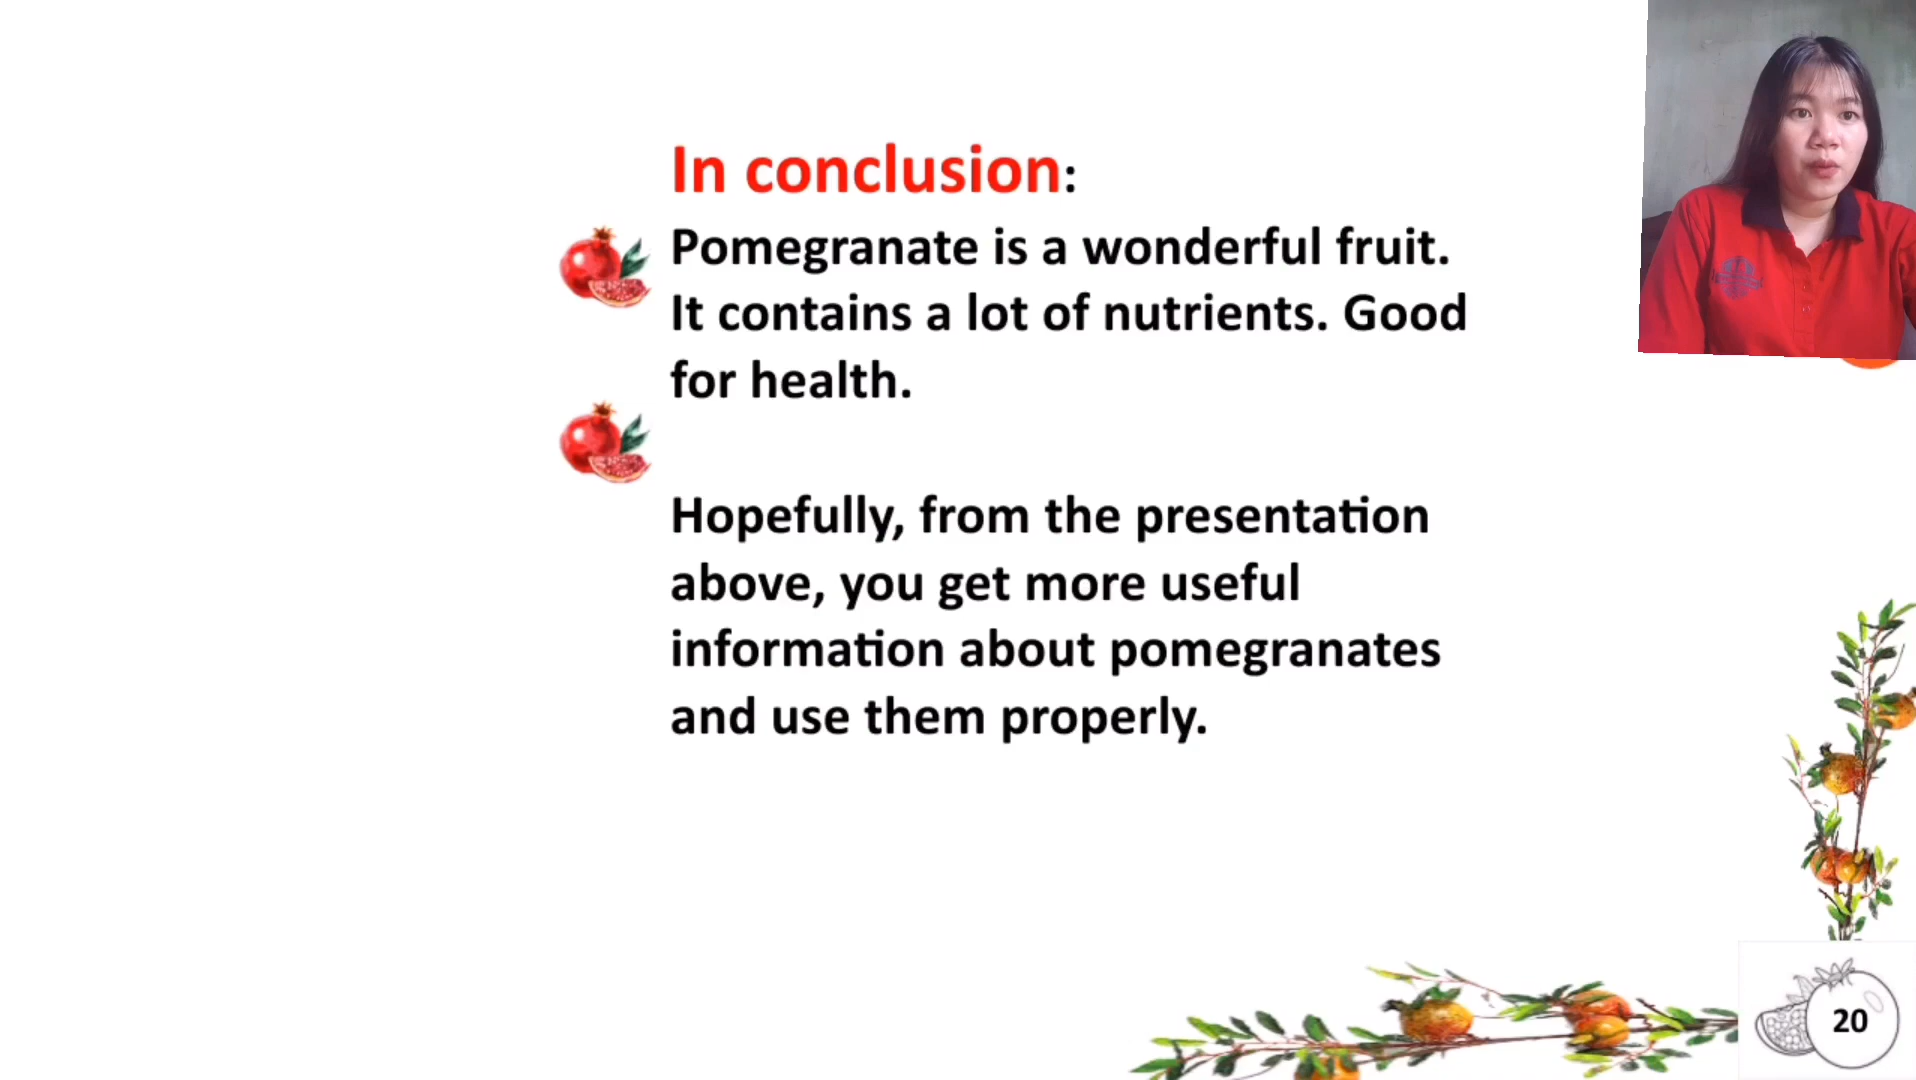 In conclusion:
Pomegranate is a wonderful fruit.
It contains a lot of nutrients. Good
for health.
Hopefully, from the presentation
above, you get more useful
information about pomegranates
and use them properly.
20